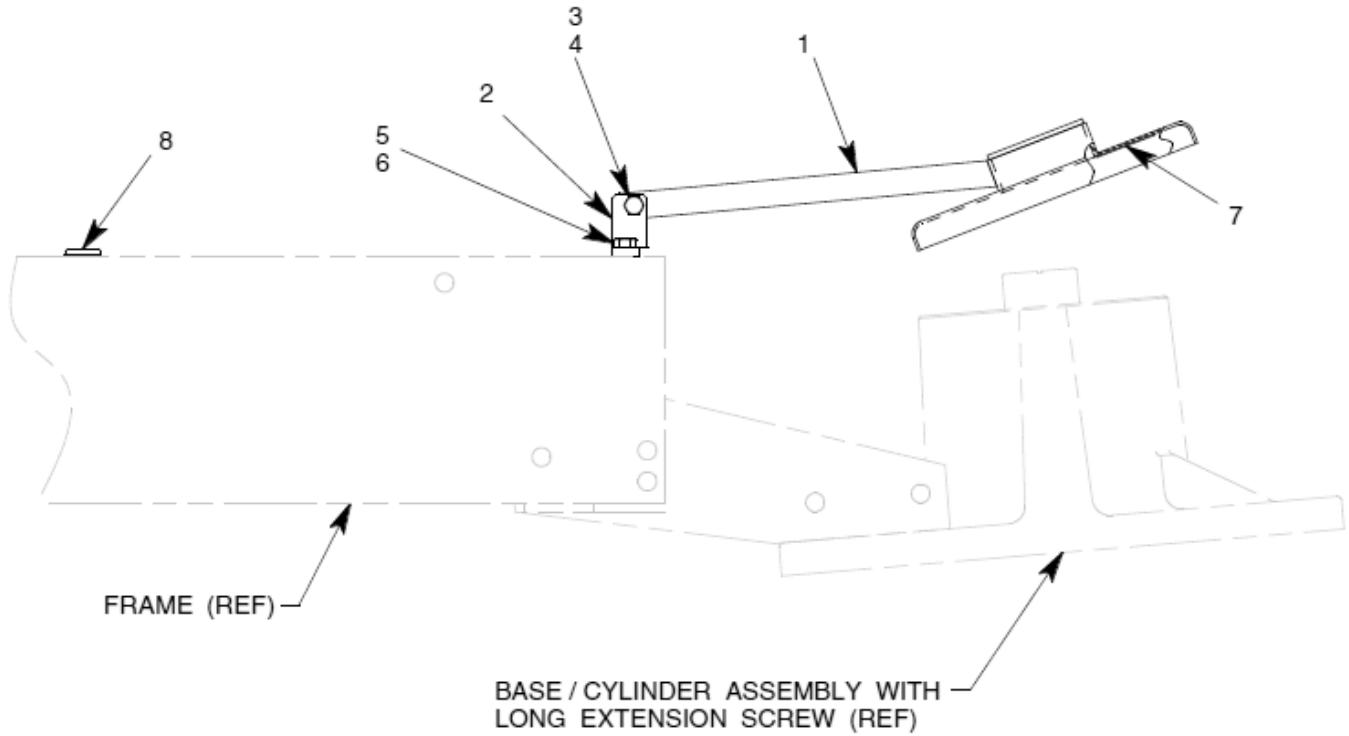 3
4
1
2
5
6
8
7
FRAME (REF)
BASE / CYLINDER ASSEMBLY WITH
LONG EXTENSION SCREW (REF)